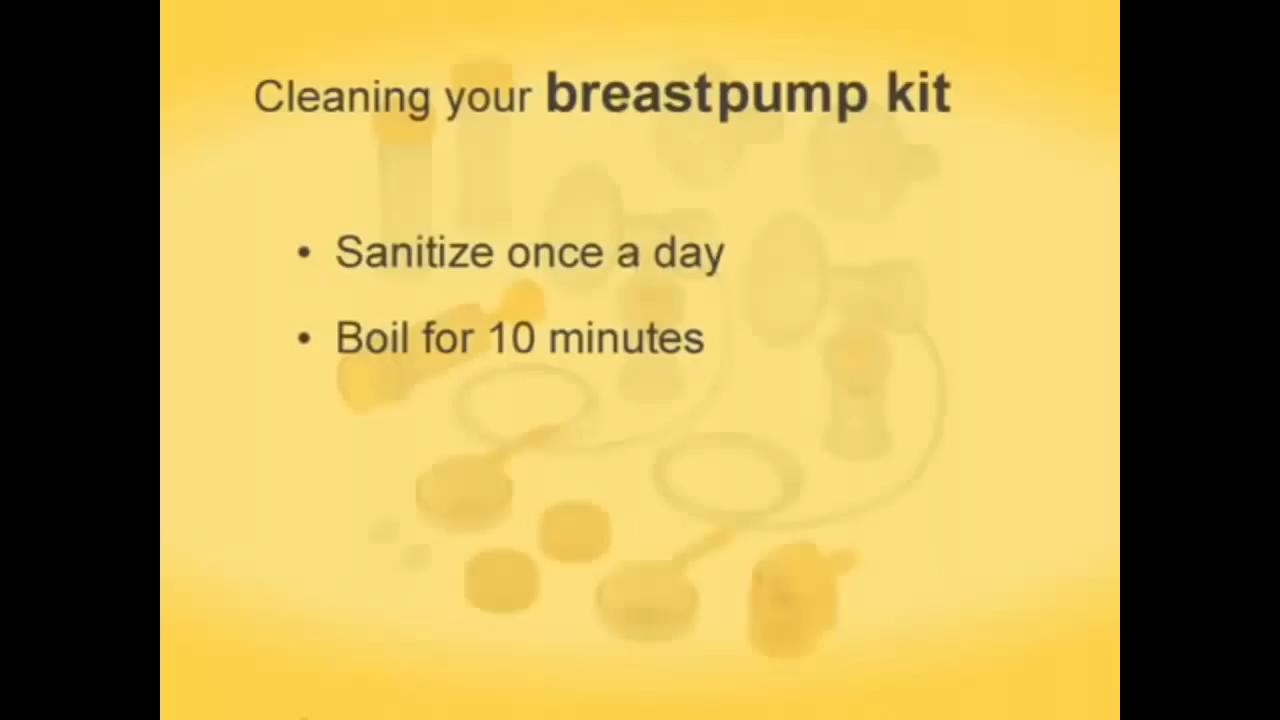 Cleaning your breastpump kit
• Sanitize once a day
• Boil for 10 minutes